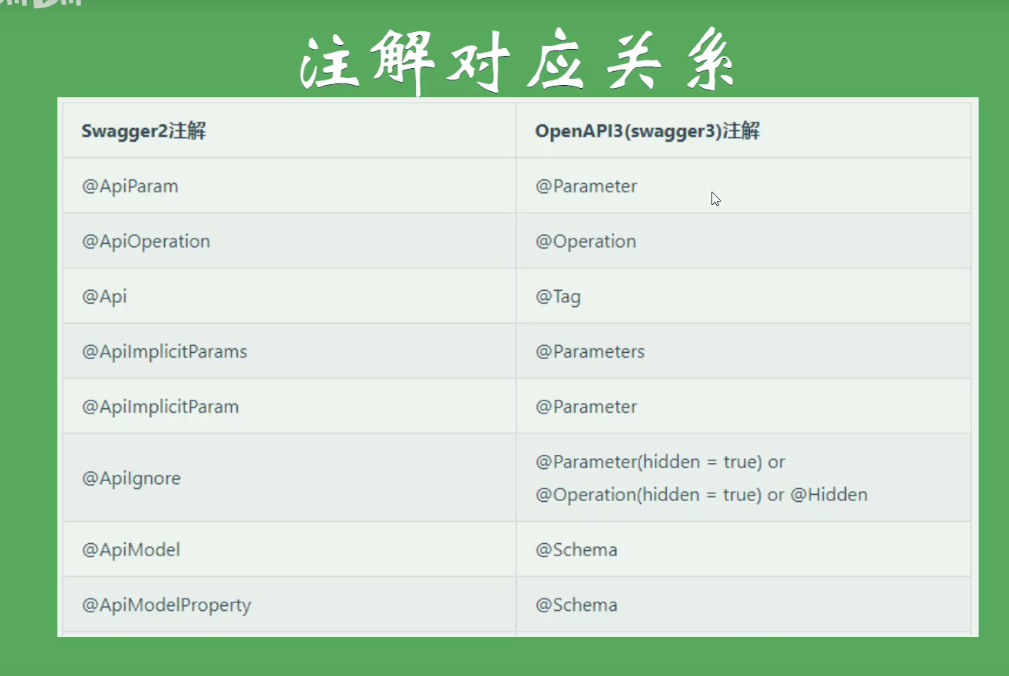 注解对应关系
Swagger2注解 OpenAPI3(swagger3)注解
@ApiParam @Parameter
@ApiOperation @Operation
@Api @Tag
@ApiImplicitParams @Parameters
@ApiImplicitParam @Parameter
@ApiIgnore @Parameter(hidden = true) or
@Operation(hidden = true) or @Hidden
@ApiModel @Schema
@ApiModelProperty @Schema